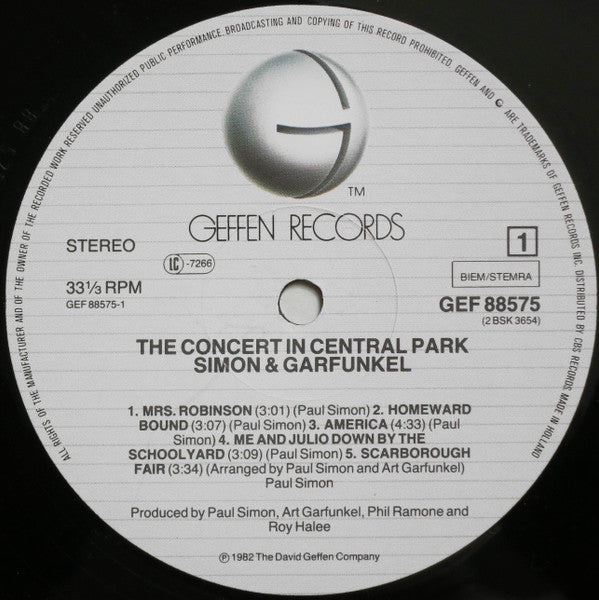 ALL RIGHTS OF THE MANUFACTURER AND OF THE OWNER OF THE RECORDED WORK RESERVED UNAUTHORIZED PUBLIC PERFORMANCE, BROADCASTING AND COPYING OF THIS RECORD PROHIBITED. GEFFEN AND G ARE TRADEMARKS OF GEFFEN RECORDS INC. DISTRIBUTED BY CBS RECORDS MADE IN HOLLAND
TM
GEFFEN RECORDS
STEREO
LC -7266
1
33⅓ RPM
BIEM/STEMRA
GEF 88575-1
GEF 88575
(2 BSK 3654)
THE CONCERT IN CENTRAL PARK
SIMON & GARFUNKEL
1. MRS. ROBINSON (3:01) (Paul Simon) 2. HOMEWARD
BOUND (3:07) (Paul Simon) 3. AMERICA (4:33) (Paul
Simon) 4. ME AND JULIO DOWN BY THE
SCHOOLYARD (3:09) (Paul Simon) 5. SCARBOROUGH
FAIR (3:34) (Arranged by Paul Simon and Art Garfunkel)
Paul Simon
Produced by Paul Simon, Art Garfunkel, Phil Ramone and
Roy Halee
℗ 1982 The David Geffen Company